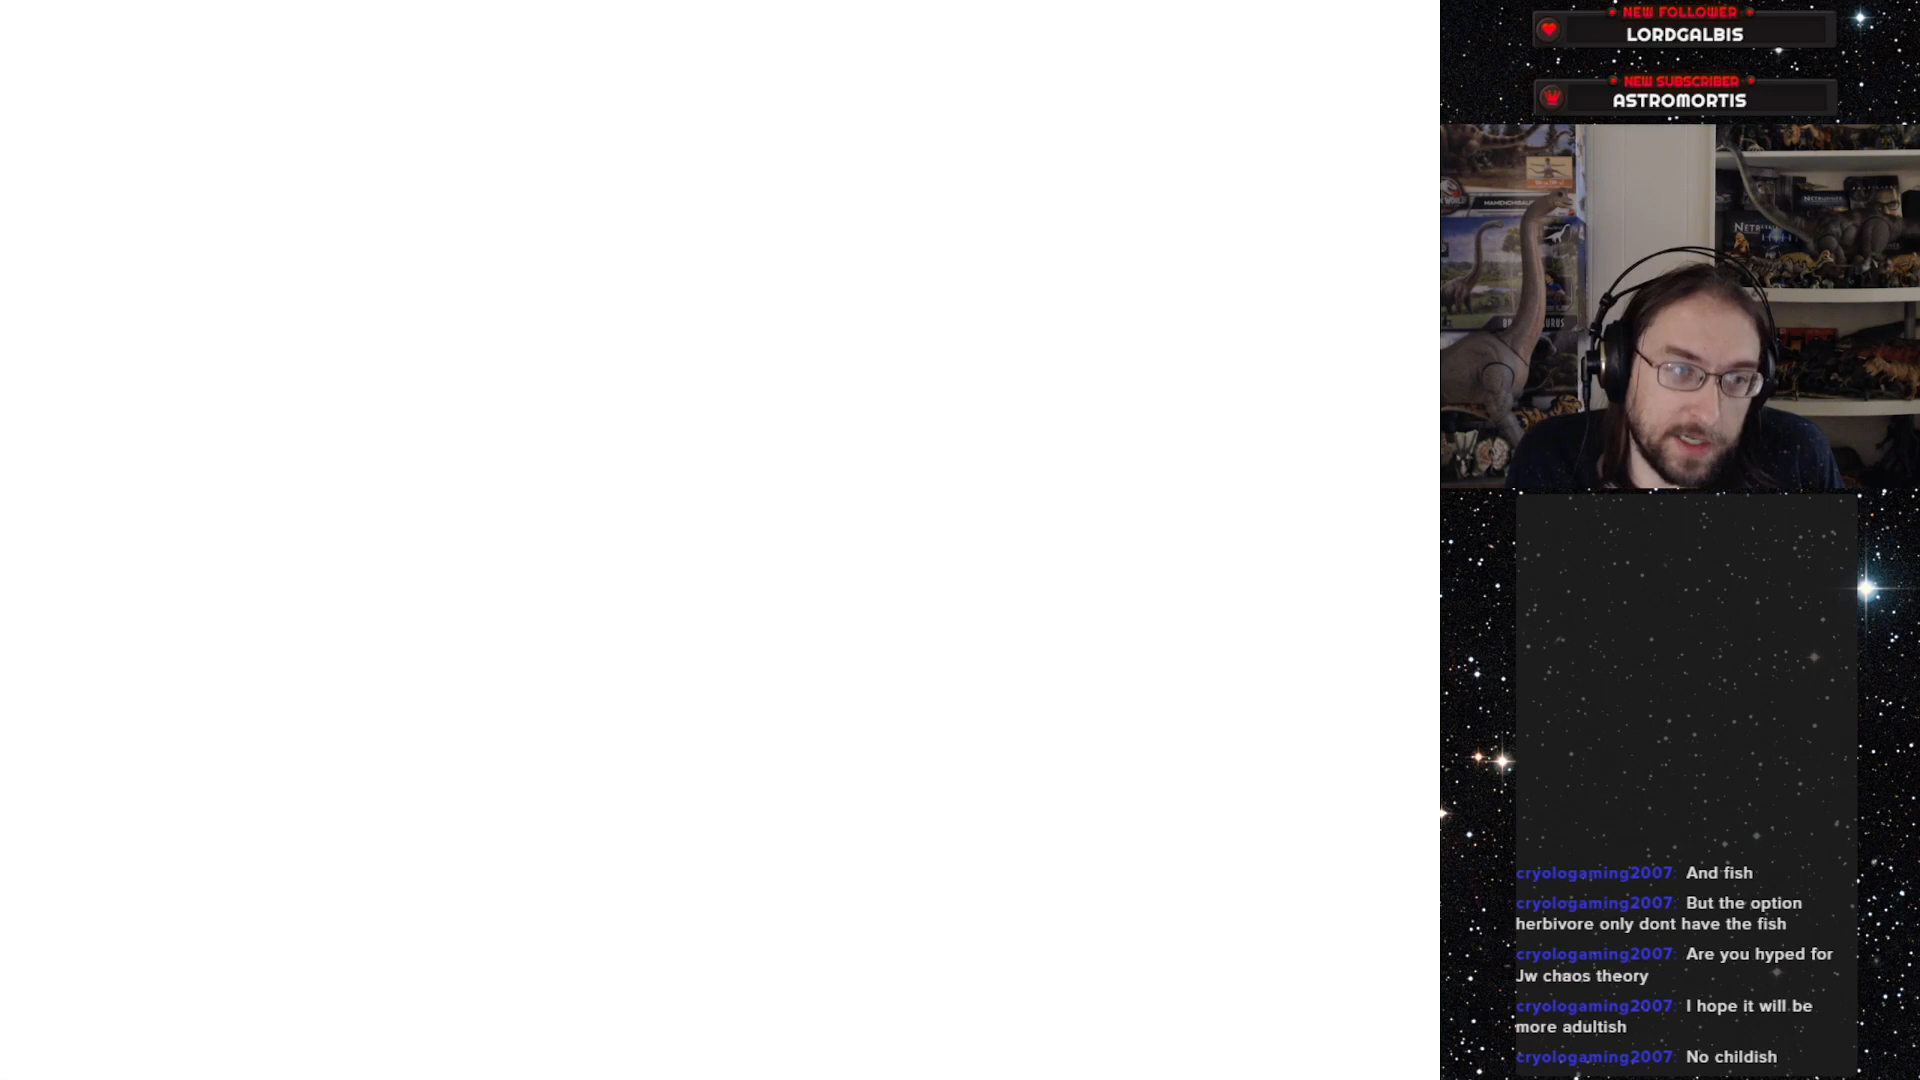 NEW FOLLOWER
LORDGALBIS
NEW SUBSCRIBER
ASTROMORTIS
cryologaming2007: And fish
cryologaming2007: But the option
herbivore only dont have the fish
cryologaming2007: Are you hyped for
Jw chaos theory
cryologaming2007: I hope it will be
more adultish
cryologaming2007: No childish